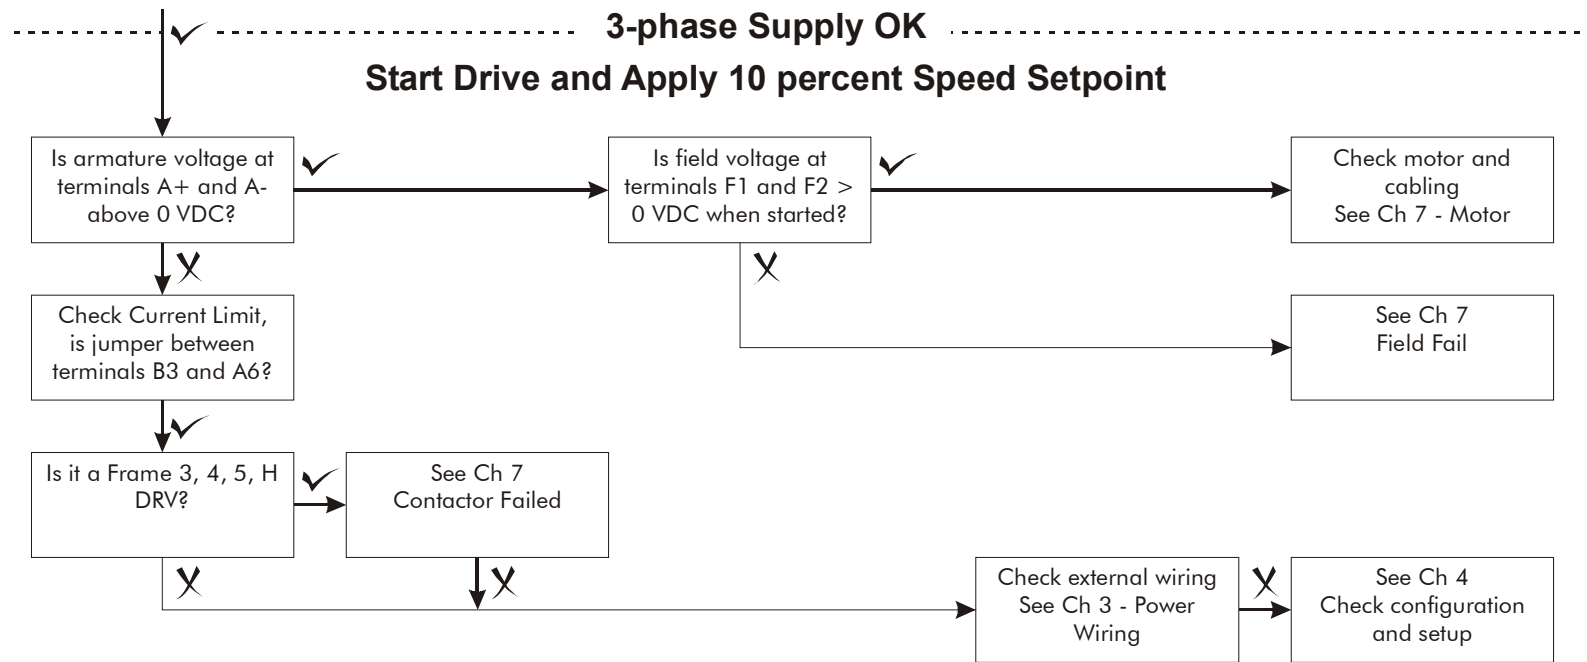 3-phase Supply OK
Start Drive and Apply 10 percent Speed Setpoint
Is armature voltage at
terminals A+ and A-
above 0 VDC?
Is field voltage at
terminals F1 and F2 >
0 VDC when started?
Check motor and
cabling
See Ch 7 - Motor
Check Current Limit,
is jumper between
terminals B3 and A6?
See Ch 7
Field Fail
Is it a Frame 3, 4, 5, H
DRV?
See Ch 7
Contactor Failed
Check external wiring
See Ch 3 - Power
Wiring
See Ch 4
Check configuration
and setup